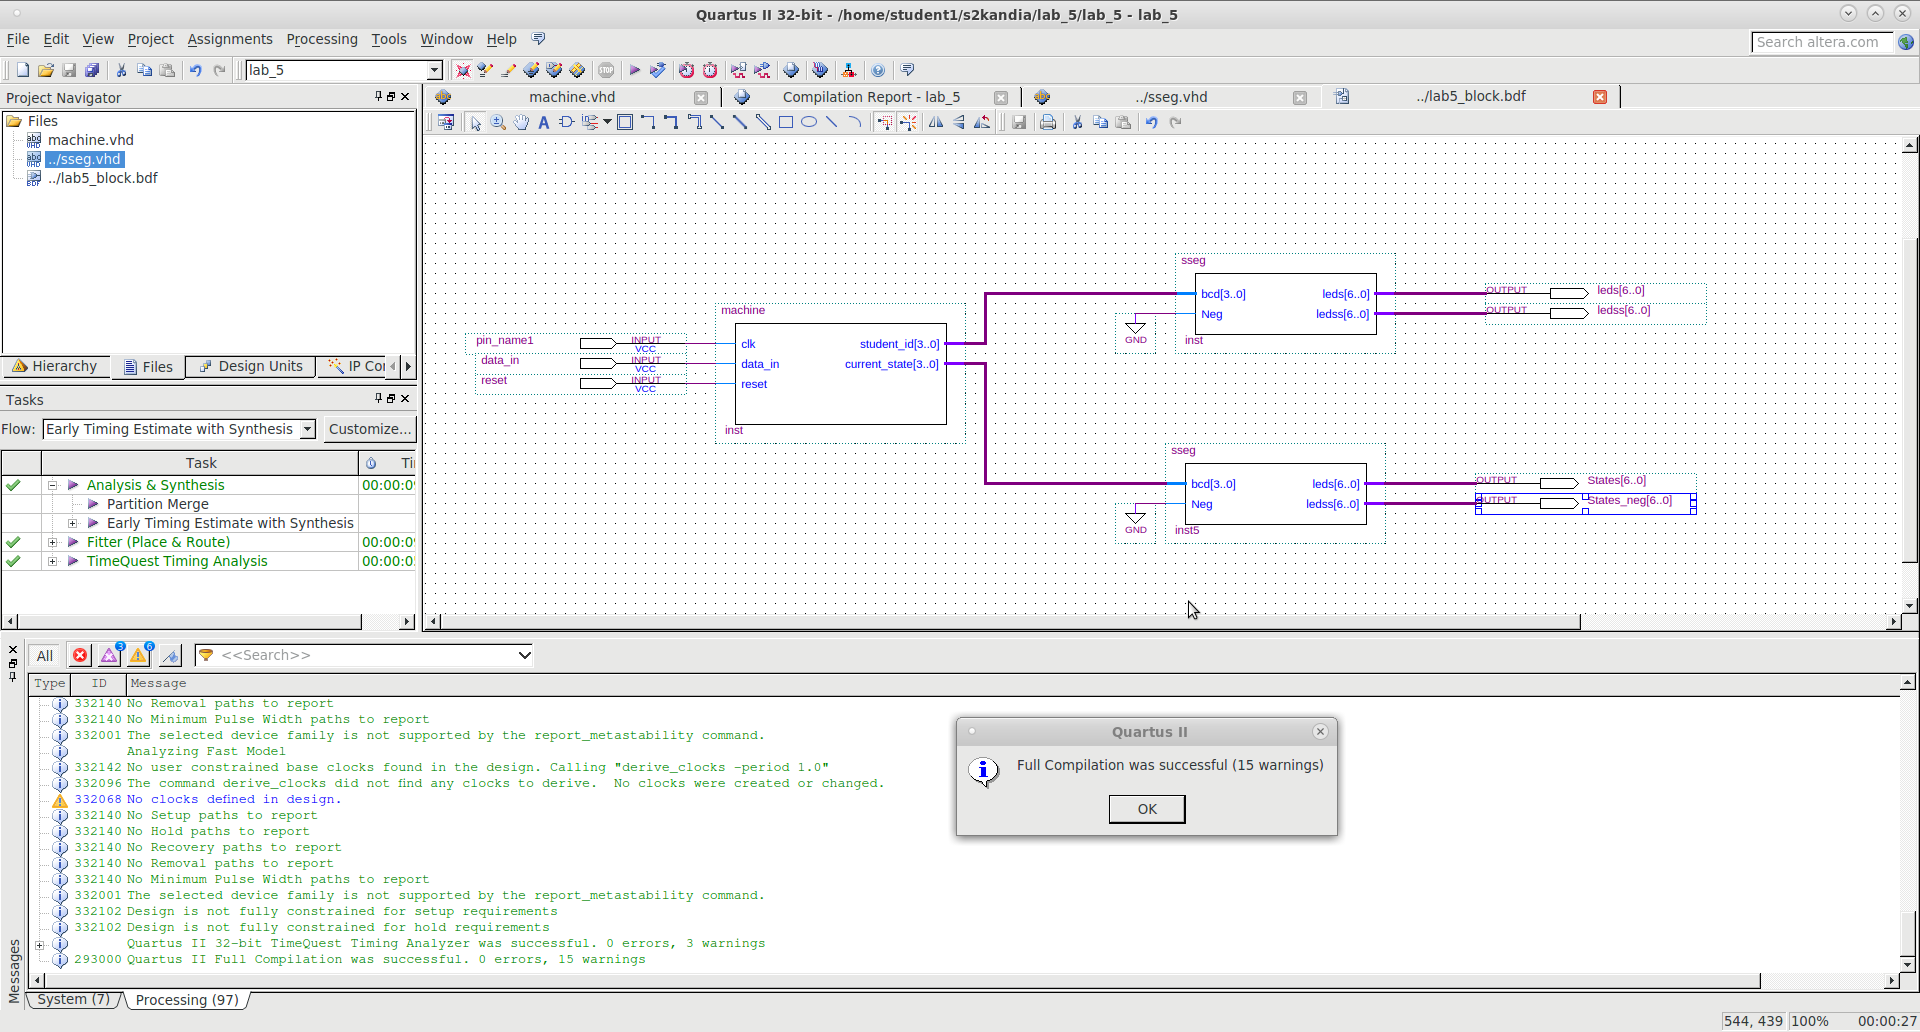 Quartus II 32-bit - /home/student1/s2kandia/lab_5/lab_5 - lab_5
File Edit View Project Assignments Processing Tools Window Help
Search altera.com
lab_5
Project Navigator
machine.vhd
Compilation Report - lab_5
../sseg.vhd
../lab5_block.bdf
Files
machine.vhd
../sseg.vhd
../lab5_block.bdf
Hierarchy Files Design Units IP Co
Tasks
Flow: Early Timing Estimate with Synthesis Customize...
Task Ti
Analysis & Synthesis 00:00:0
Partition Merge
Early Timing Estimate with Synthesis
Fitter (Place & Route) 00:00:0
TimeQuest Timing Analysis 00:00:0
pin_name1 INPUT VCC
data_in INPUT VCC
reset INPUT VCC
machine
clk student_id[3..0]
data_in current_state[3..0]
reset
inst
sseg
bcd[3..0] leds[6..0]
Neg ledss[6..0]
inst
GND
OUTPUT leds[6..0]
OUTPUT ledss[6..0]
sseg
bcd[3..0] leds[6..0]
Neg ledss[6..0]
inst5
GND
OUTPUT States[6..0]
OUTPUT States_neg[6..0]
All 3 6 <<Search>>
Type ID Message
332140 No Removal paths to report
332140 No Minimum Pulse Width paths to report
332001 The selected device family is not supported by the report_metastability command.
Analyzing Fast Model
332142 No user constrained base clocks found in the design. Calling "derive_clocks -period 1.0"
332096 The command derive_clocks did not find any clocks to derive.  No clocks were created or changed.
332068 No clocks defined in design.
332140 No Setup paths to report
332140 No Hold paths to report
332140 No Recovery paths to report
332140 No Removal paths to report
332140 No Minimum Pulse Width paths to report
332001 The selected device family is not supported by the report_metastability command.
332102 Design is not fully constrained for setup requirements
332102 Design is not fully constrained for hold requirements
Quartus II 32-bit TimeQuest Timing Analyzer was successful. 0 errors, 3 warnings
293000 Quartus II Full Compilation was successful. 0 errors, 15 warnings
Quartus II
Full Compilation was successful (15 warnings)
OK
Messages
System (7) Processing (97)
544, 439 100% 00:00:27